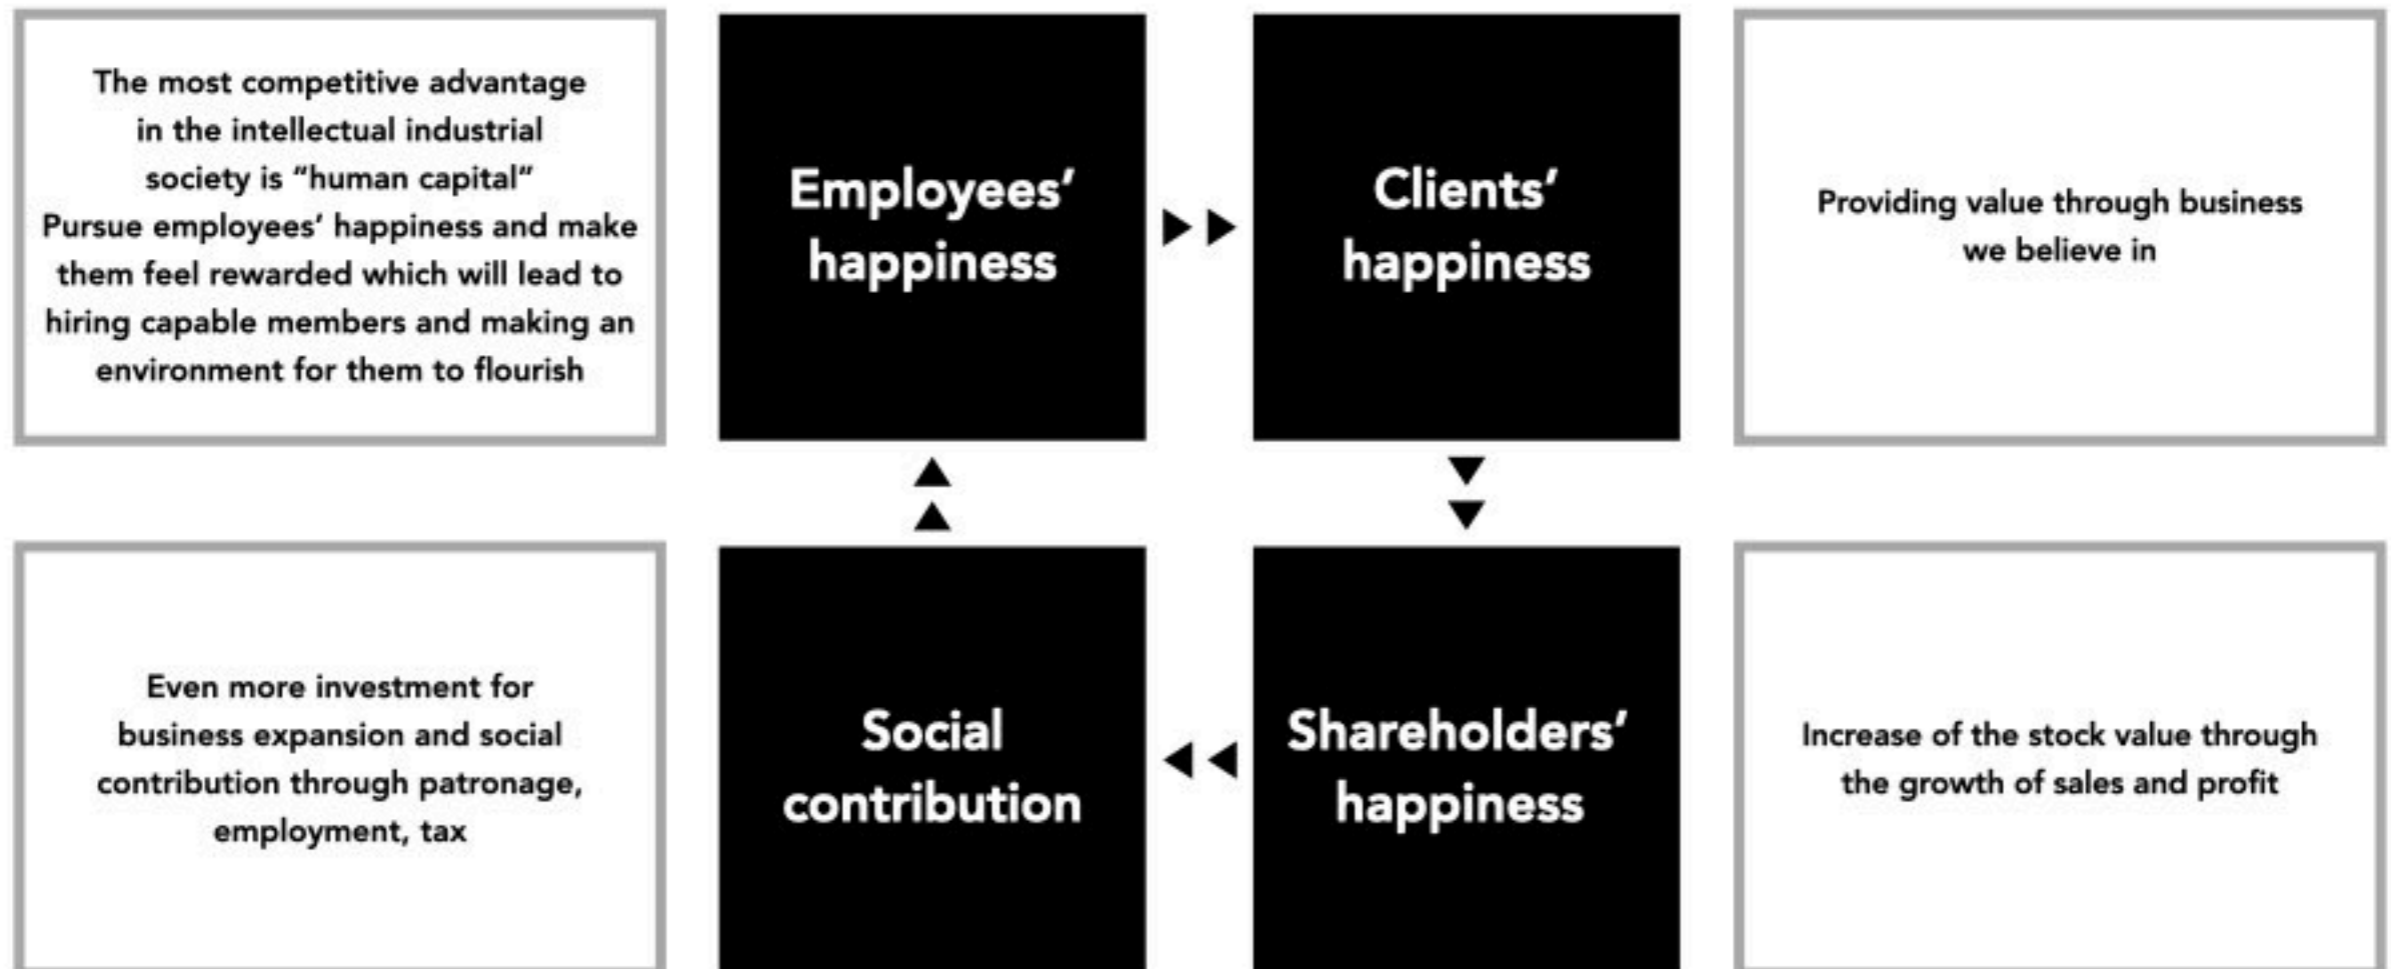 The most competitive advantage
in the intellectual industrial
society is “human capital”
Pursue employees’ happiness and make
them feel rewarded which will lead to
hiring capable members and making an
environment for them to flourish
Employees’
happiness
Clients’
happiness
Providing value through business
we believe in
Even more investment for
business expansion and social
contribution through patronage,
employment, tax
Social
contribution
Shareholders’
happiness
Increase of the stock value through
the growth of sales and profit